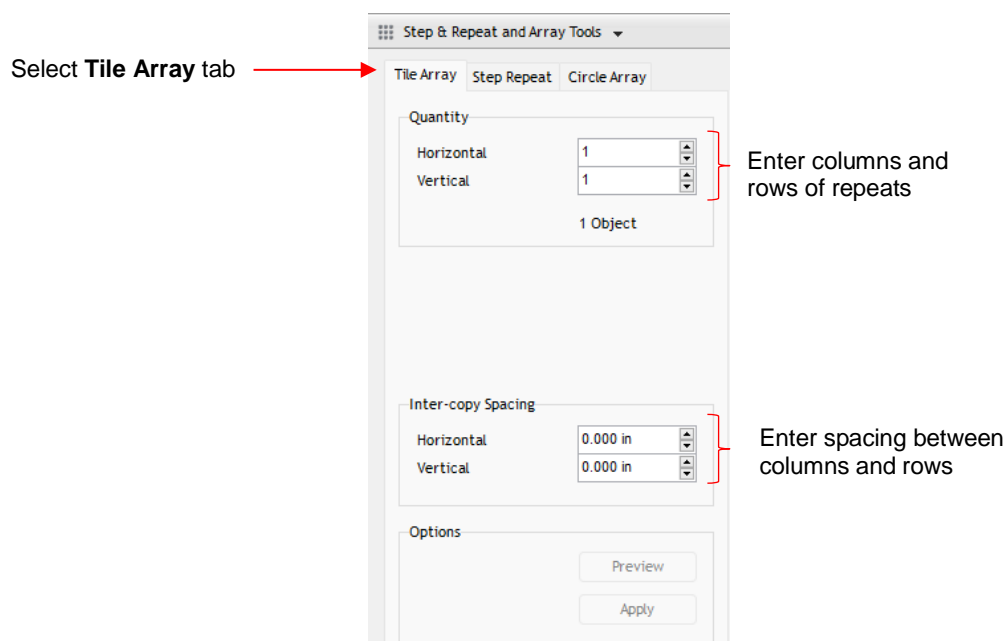 Step & Repeat and Array Tools
Select Tile Array tab
Tile Array Step Repeat Circle Array
Quantity
Horizontal 1
Vertical 1
1 Object
Enter columns and
rows of repeats
Inter-copy Spacing
Horizontal 0.000 in
Vertical 0.000 in
Enter spacing between
columns and rows
Options
Preview
Apply